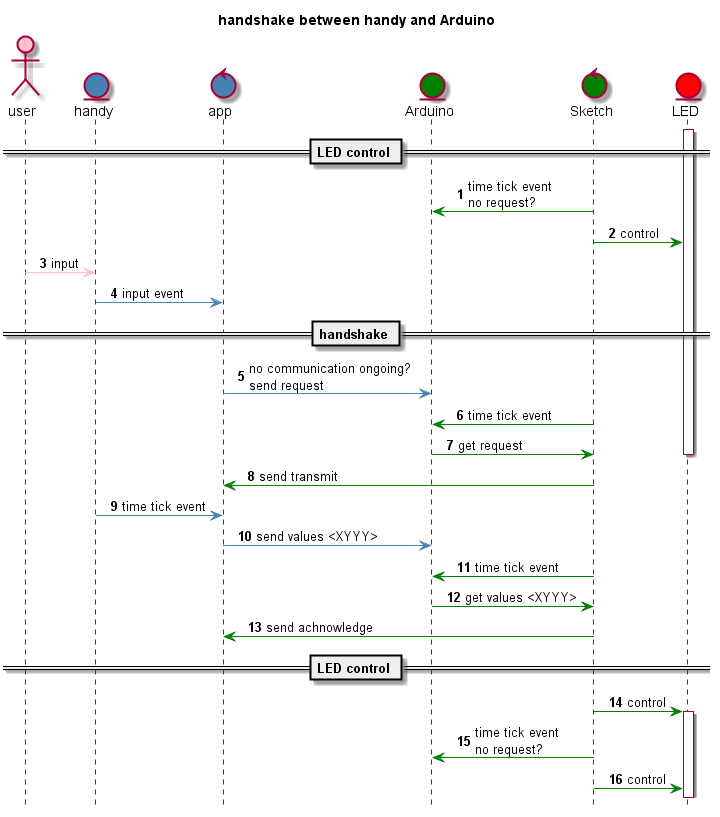 handshake between handy and Arduino
user
handy
app
Arduino
Sketch
LED
LED control
1 time tick event
no request?
2 control
3 input
4 input event
handshake
5 no communication ongoing?
send request
6 time tick event
7 get request
8 send transmit
9 time tick event
10 send values <XYYY>
11 time tick event
12 get values <XYYY>
13 send achnowledge
LED control
14 control
15 time tick event
no request?
16 control